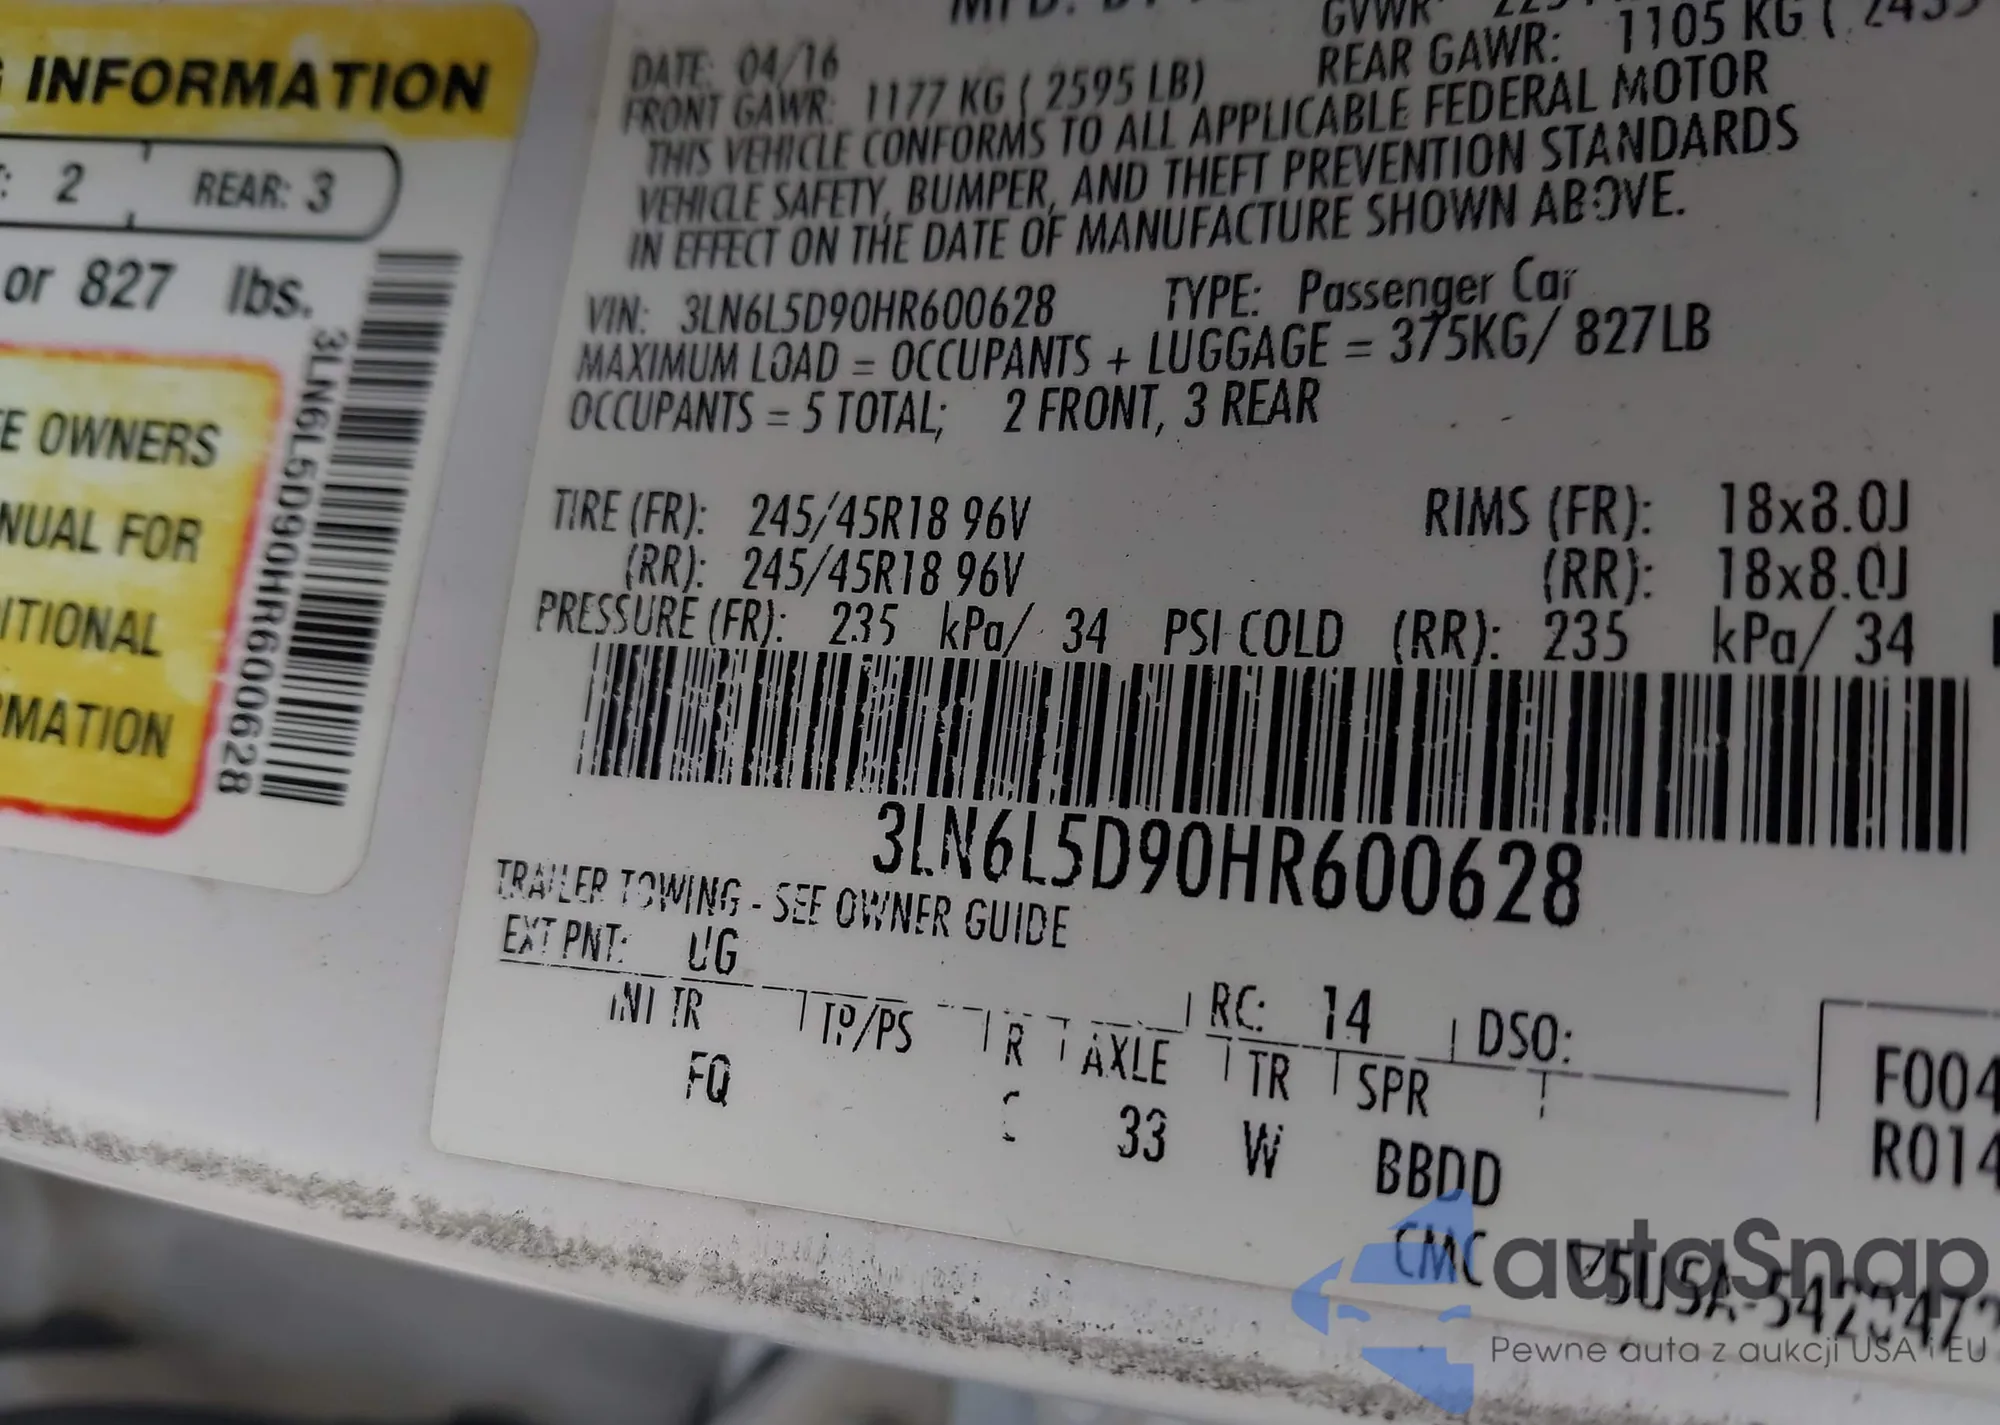 INFORMATION
: 2 REAR: 3
or 827 lbs.
E OWNERS
NUAL FOR
ITIONAL
MATION
3LN6L5D90HR600628
DATE: 04/16
GVWR
FRONT GAWR: 1177 KG ( 2595 LB)
REAR GAWR: 1105 KG (
THIS VEHICLE CONFORMS TO ALL APPLICABLE FEDERAL MOTOR
VEHICLE SAFETY, BUMPER, AND THEFT PREVENTION STANDARDS
IN EFFECT ON THE DATE OF MANUFACTURE SHOWN ABOVE.
VIN: 3LN6L5D90HR600628 TYPE: Passenger Car
MAXIMUM LOAD = OCCUPANTS + LUGGAGE = 375KG/ 827LB
OCCUPANTS = 5 TOTAL; 2 FRONT, 3 REAR
TIRE (FR): 245/45R18 96V RIMS (FR): 18x8.0J
(RR): 245/45R18 96V (RR): 18x8.0J
PRESSURE (FR): 235 kPa/ 34 PSI COLD (RR): 235 kPa/ 34
3LN6L5D90HR600628
TRAILER TOWING - SEE OWNER GUIDE
EXT PNT: UG RC: 14 DSO:
INT TR TP/PS R AXLE TR SPR
FQ 33 W BBDD
F004
R014
CMC
autoSnap
Pewne auta z aukcji USA i EU